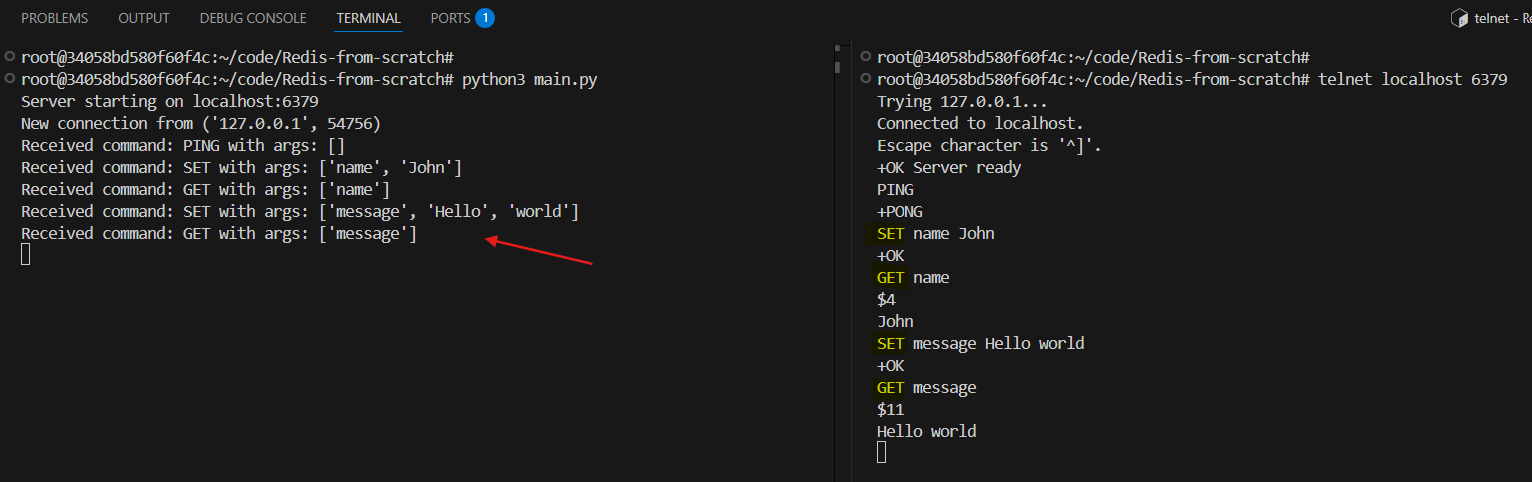 PROBLEMS OUTPUT DEBUG CONSOLE TERMINAL PORTS 1
telnet - Re
root@34058bd580f60f4c:~/code/Redis-from-scratch#
root@34058bd580f60f4c:~/code/Redis-from-scratch# python3 main.py
Server starting on localhost:6379
New connection from ('127.0.0.1', 54756)
Received command: PING with args: []
Received command: SET with args: ['name', 'John']
Received command: GET with args: ['name']
Received command: SET with args: ['message', 'Hello', 'world']
Received command: GET with args: ['message']
root@34058bd580f60f4c:~/code/Redis-from-scratch#
root@34058bd580f60f4c:~/code/Redis-from-scratch# telnet localhost 6379
Trying 127.0.0.1...
Connected to localhost.
Escape character is '^]'.
+OK Server ready
PING
+PONG
SET name John
+OK
GET name
$4
John
SET message Hello world
+OK
GET message
$11
Hello world